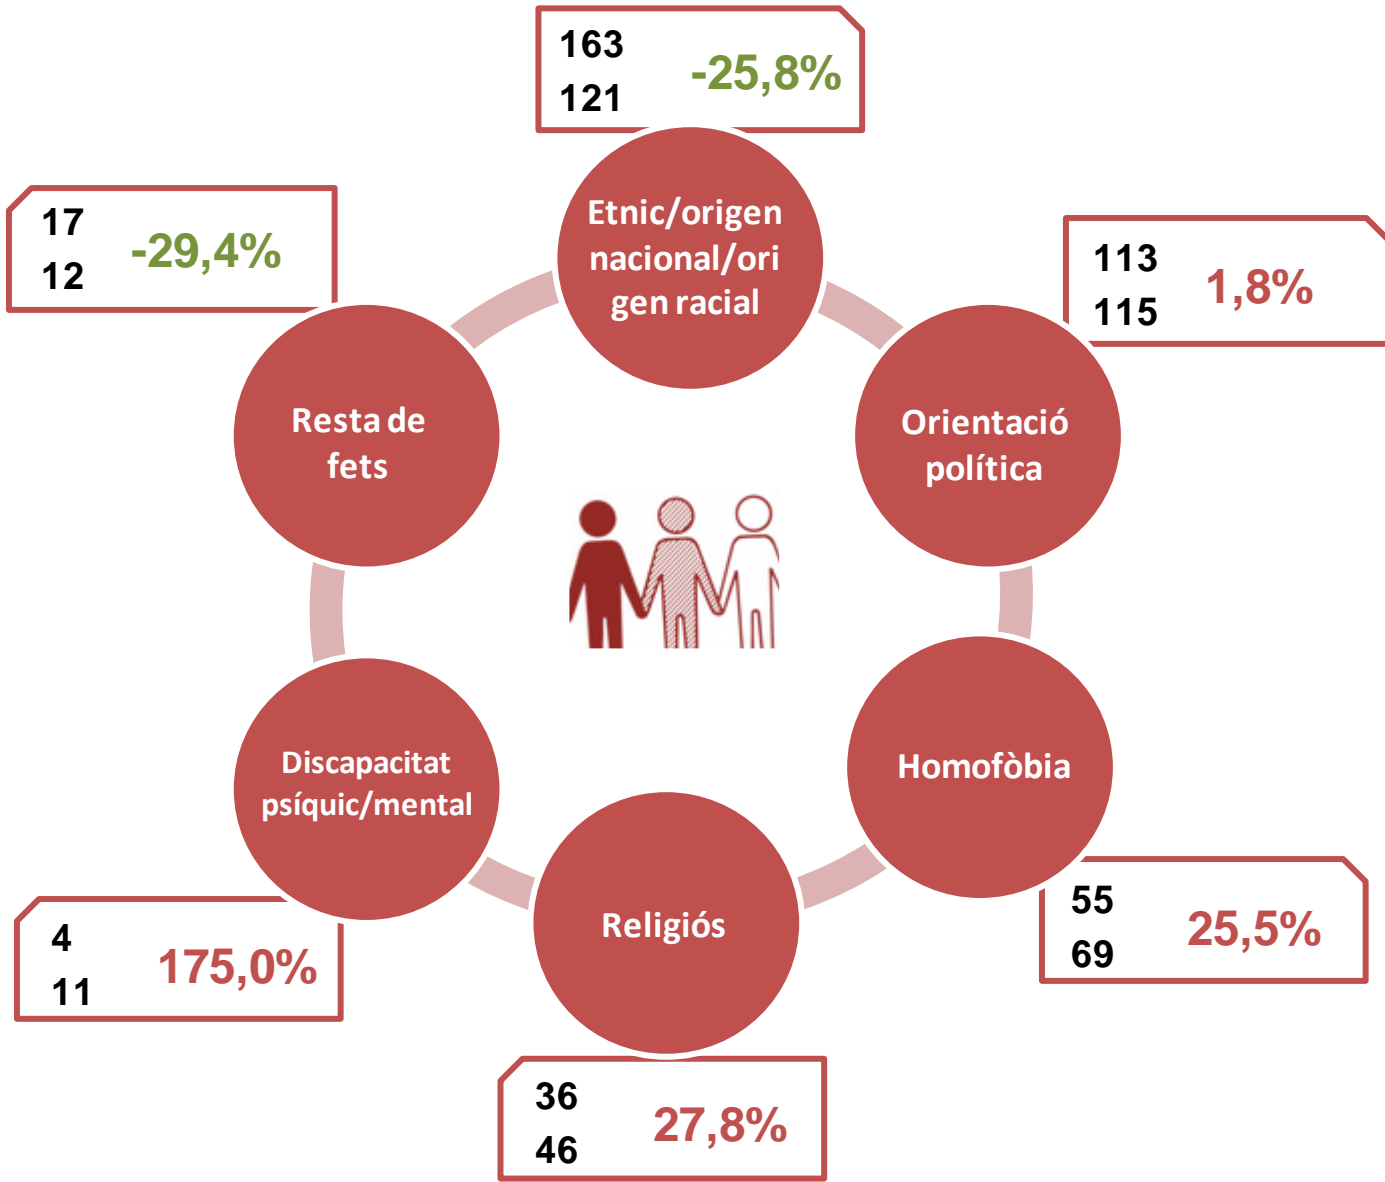 163
121
-25,8%
Etnic/origen
nacional/ori
gen racial
113
115
1,8%
Orientació
política
Homofòbia
55
69
25,5%
Religiós
36
46
27,8%
Discapacitat
psíquic/mental
4
11
175,0%
Resta de
fets
17
12
-29,4%